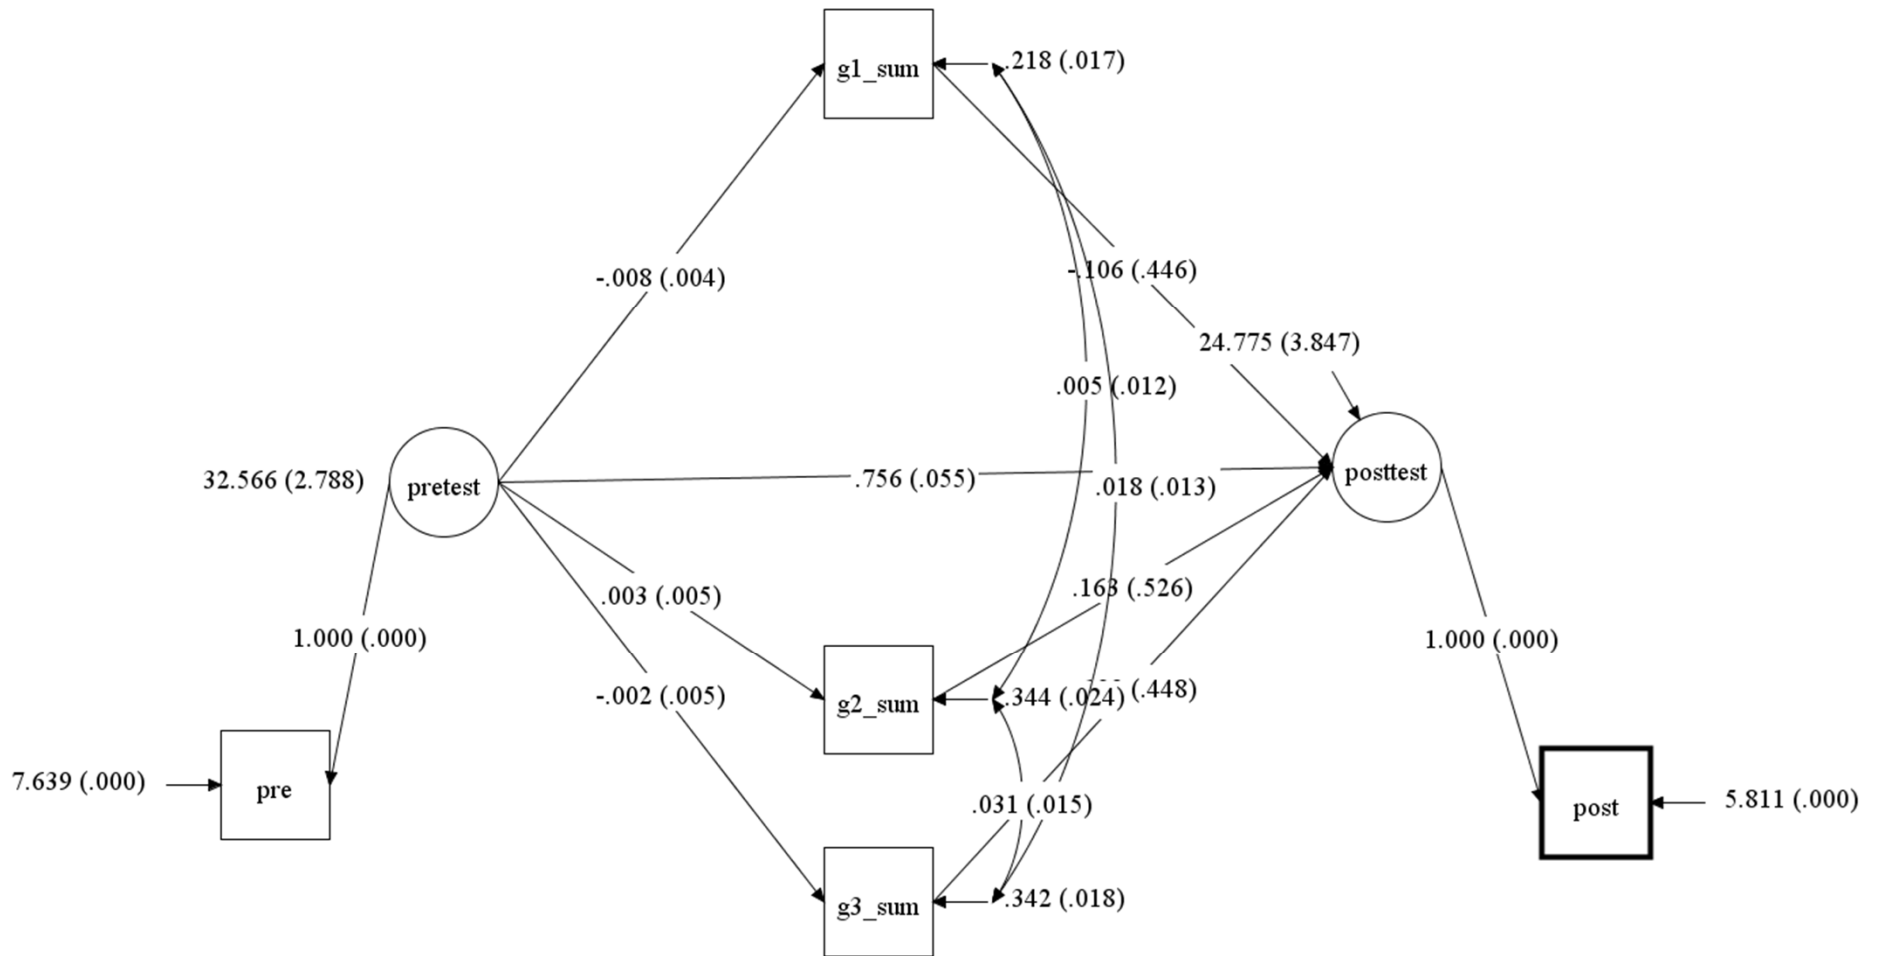 g1_sum
.218 (.017)
-.008 (.004)
-.106 (.446)
24.775 (3.847)
.005 (.012)
32.566 (2.788)
pretest
.756 (.055)
.018 (.013)
posttest
.003 (.005)
.163 (.526)
1.000 (.000)
1.000 (.000)
-.002 (.005)
g2_sum
.344 (.024)
(.448)
7.639 (.000)
pre
.031 (.015)
post
5.811 (.000)
g3_sum
.342 (.018)